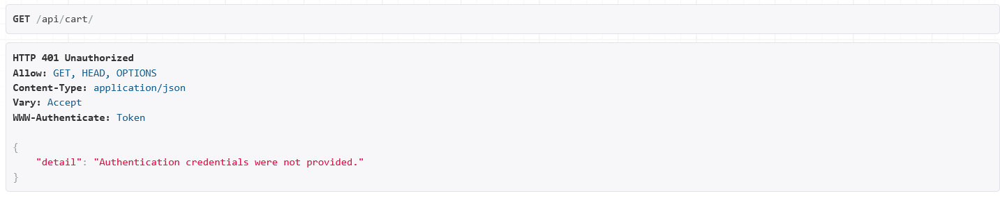 GET /api/cart/
HTTP 401 Unauthorized
Allow: GET, HEAD, OPTIONS
Content-Type: application/json
Vary: Accept
WWW-Authenticate: Token
{
    "detail": "Authentication credentials were not provided."
}